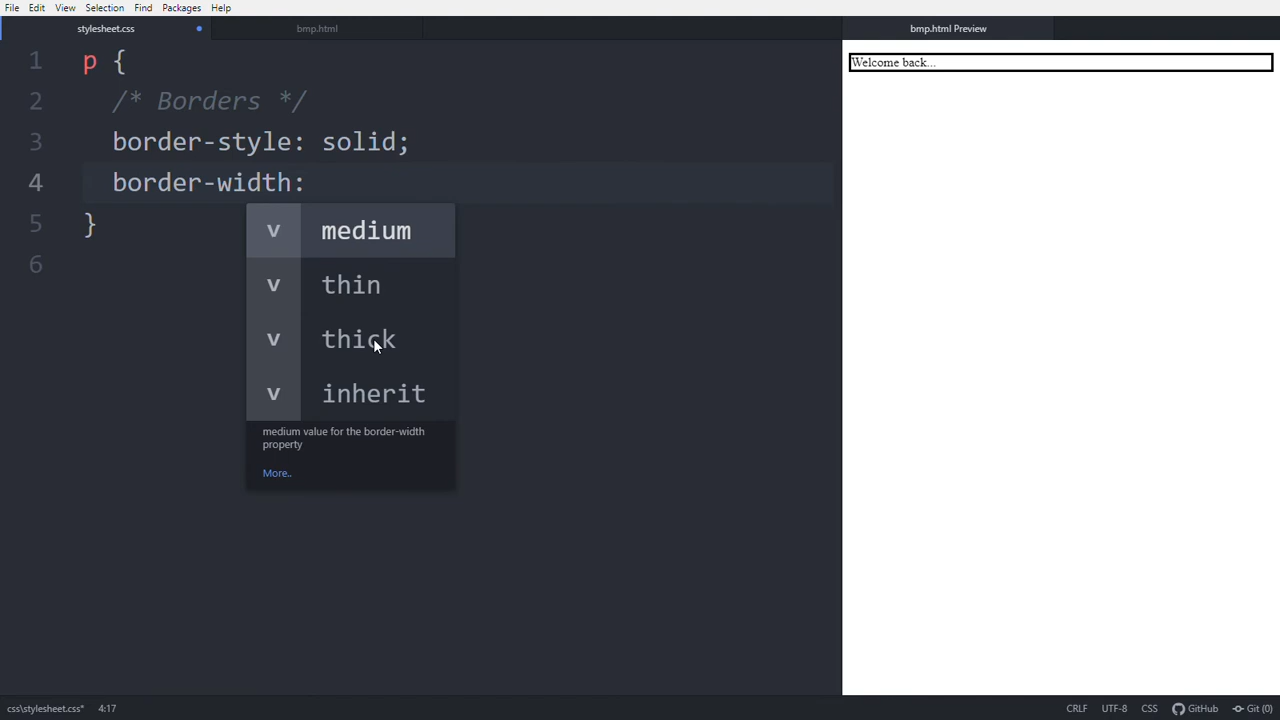 File Edit View Selection Find Packages Help
stylesheet.css bmp.html bmp.html Preview
1 p {
2 /* Borders */
3 border-style: solid;
4 border-width:
5 }
6
v medium
v thin
v thick
v inherit
medium value for the border-width
property
More..
Welcome back...
css\stylesheet.css* 4:17 CRLF UTF-8 CSS GitHub Git (0)